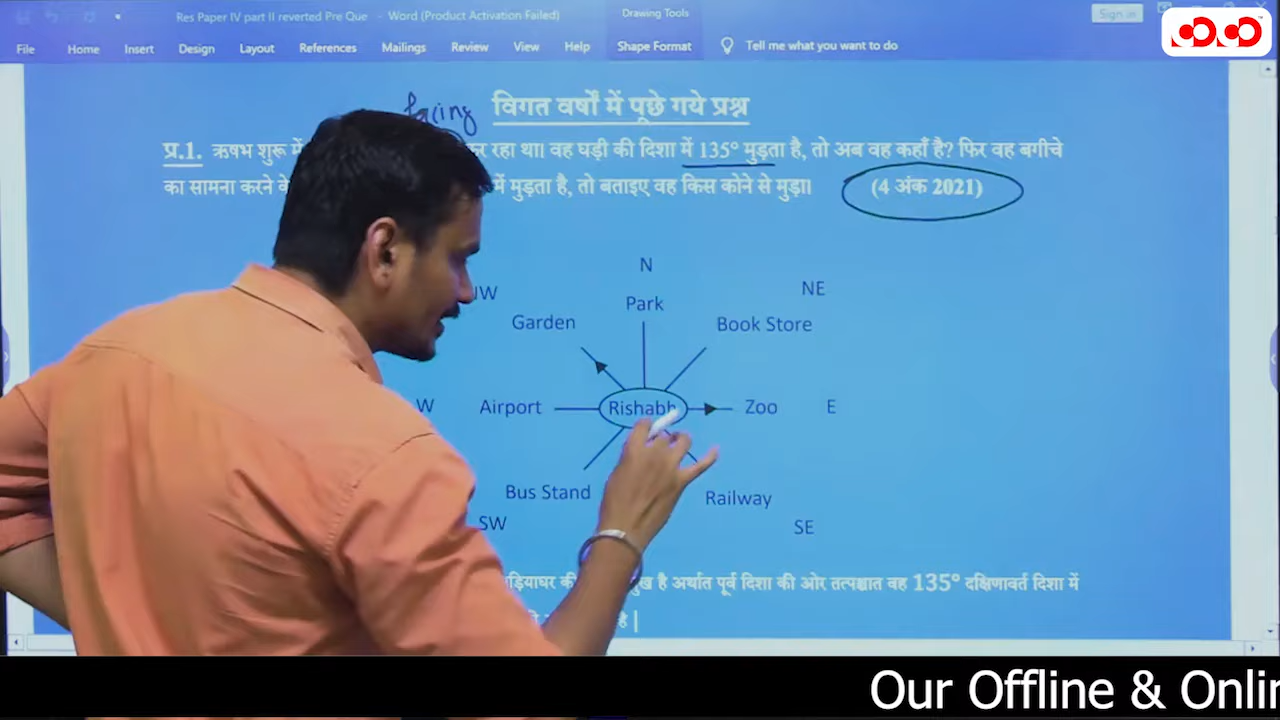 Res Paper IV part II reverted Pre Que - Word (Product Activation Failed)
Drawing Tools
Sign in
File Home Insert Design Layout References Mailings Review View Help Shape Format Tell me what you want to do
facing
विगत वर्षों में पूछे गये प्रश्न
प्र.1. ऋषभ शुरू में रहा था। वह घड़ी की दिशा में 135° मुड़ता है, तो अब वह कहाँ है? फिर वह बगीचे
का सामना करने में मुड़ता है, तो बताइए वह किस कोने से मुड़ा। (4 अंक 2021)
N
NE
Park
Garden Book Store
W Airport Rishabh Zoo E
Bus Stand Railway
SW SE
है अर्थात पूर्व दिशा की ओर तत्पश्चात वह 135° दक्षिणावर्त दिशा में
है
Our Offline &